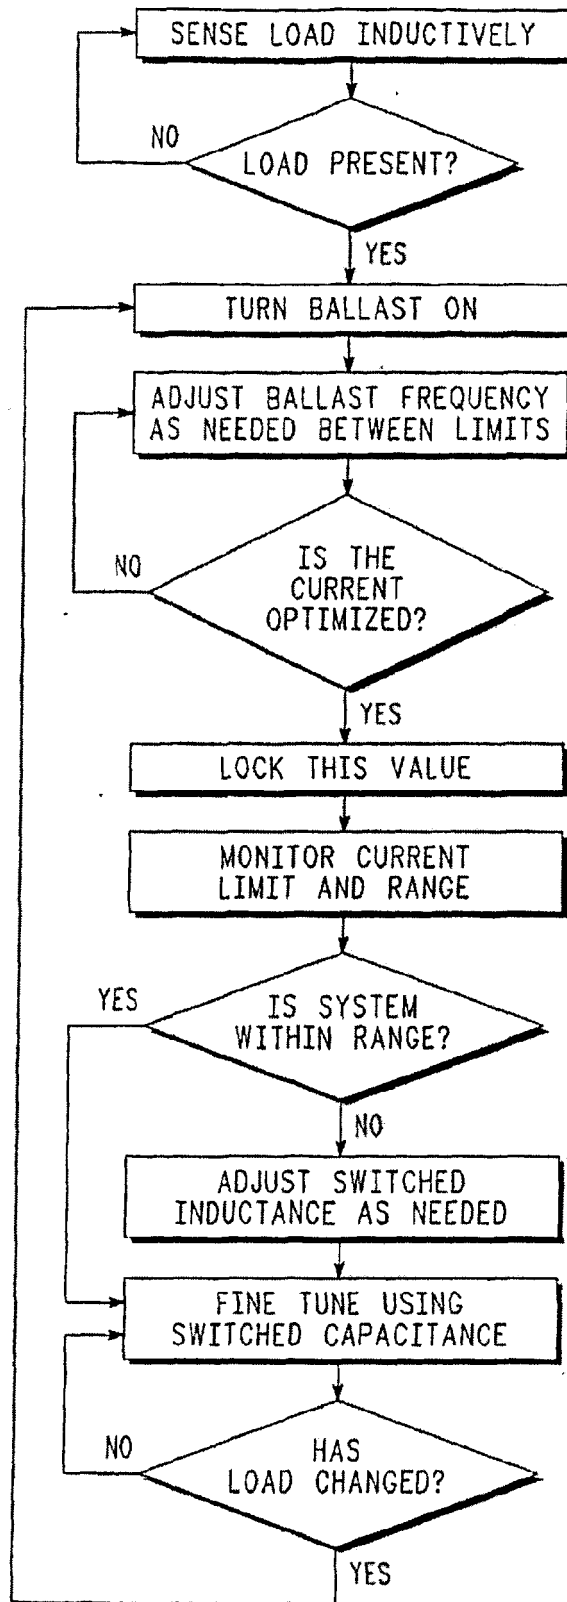 SENSE LOAD INDUCTIVELY
NO
LOAD PRESENT?
YES
TURN BALLAST ON
ADJUST BALLAST FREQUENCY
AS NEEDED BETWEEN LIMITS
NO
IS THE
CURRENT
OPTIMIZED?
YES
LOCK THIS VALUE
MONITOR CURRENT
LIMIT AND RANGE
YES
IS SYSTEM
WITHIN RANGE?
NO
ADJUST SWITCHED
INDUCTANCE AS NEEDED
FINE TUNE USING
SWITCHED CAPACITANCE
NO
HAS
LOAD CHANGED?
YES